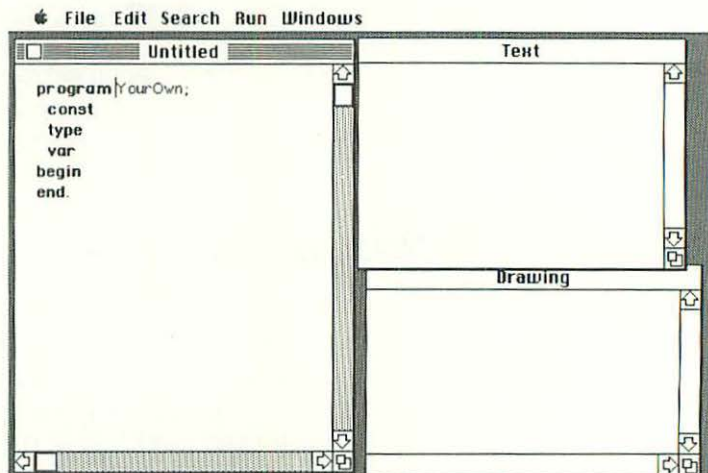 File Edit Search Run Windows
Untitled
program YourOwn;
const
type
var
begin
end.
Text
Drawing